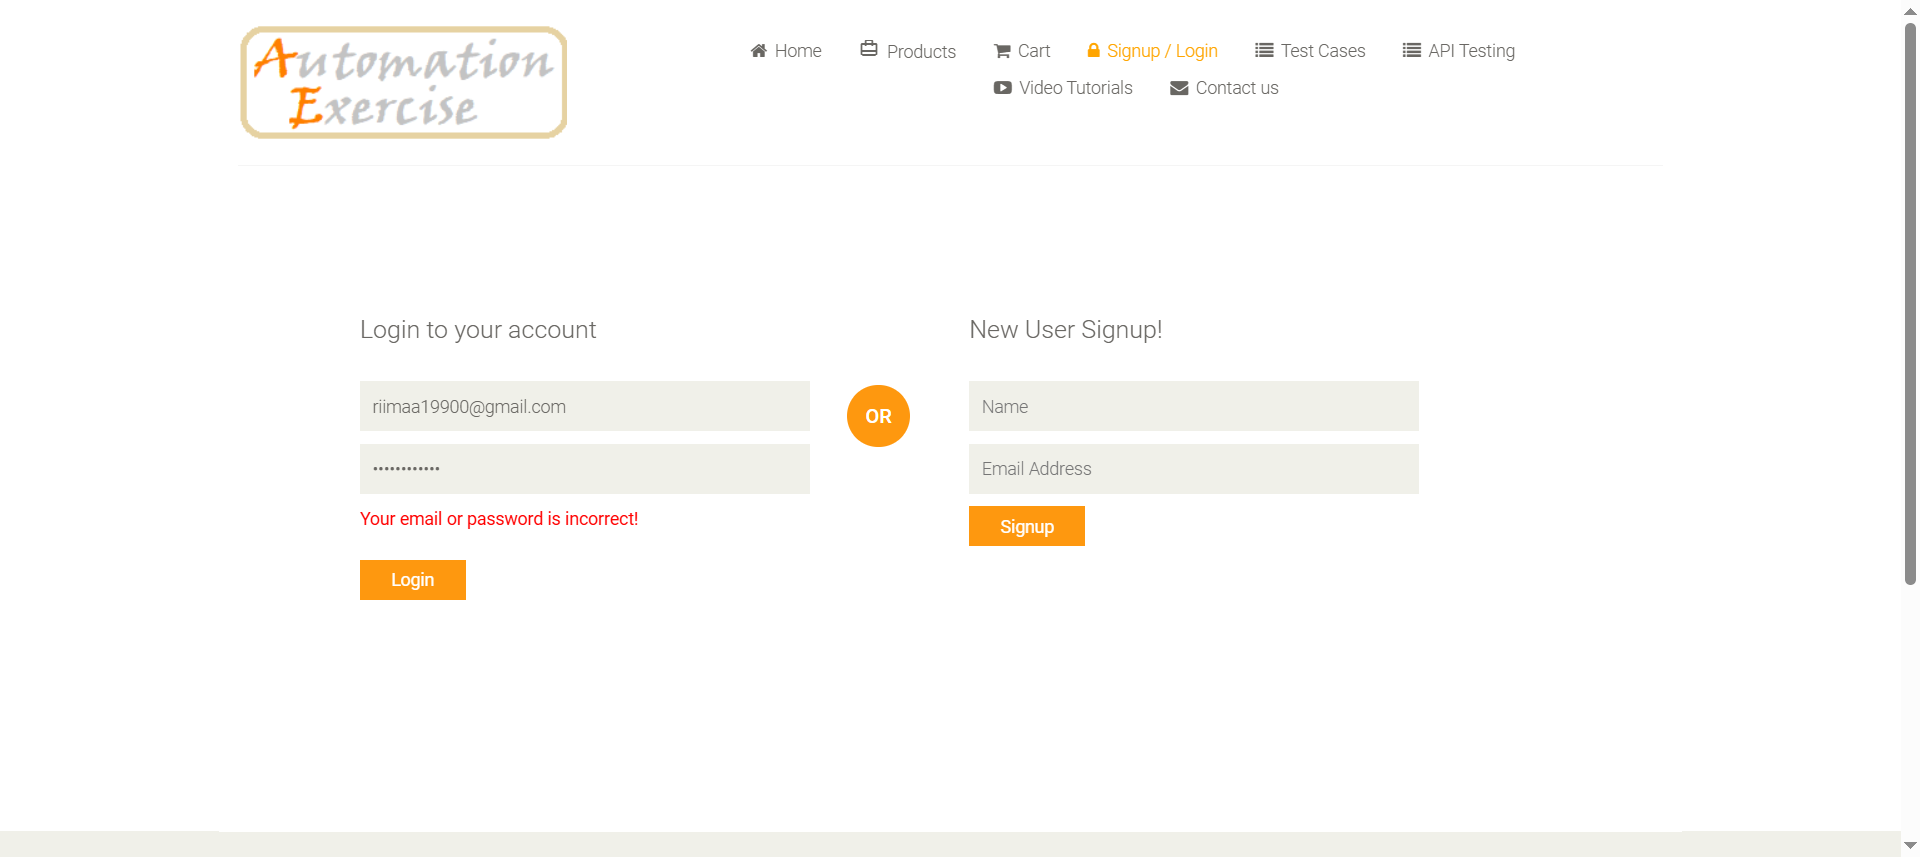 Automation
Exercise
Home
Products
Cart
Signup / Login
Test Cases
API Testing
Video Tutorials
Contact us
Login to your account
riimaa19900@gmail.com
••••••••••••
Your email or password is incorrect!
Login
OR
New User Signup!
Name
Email Address
Signup